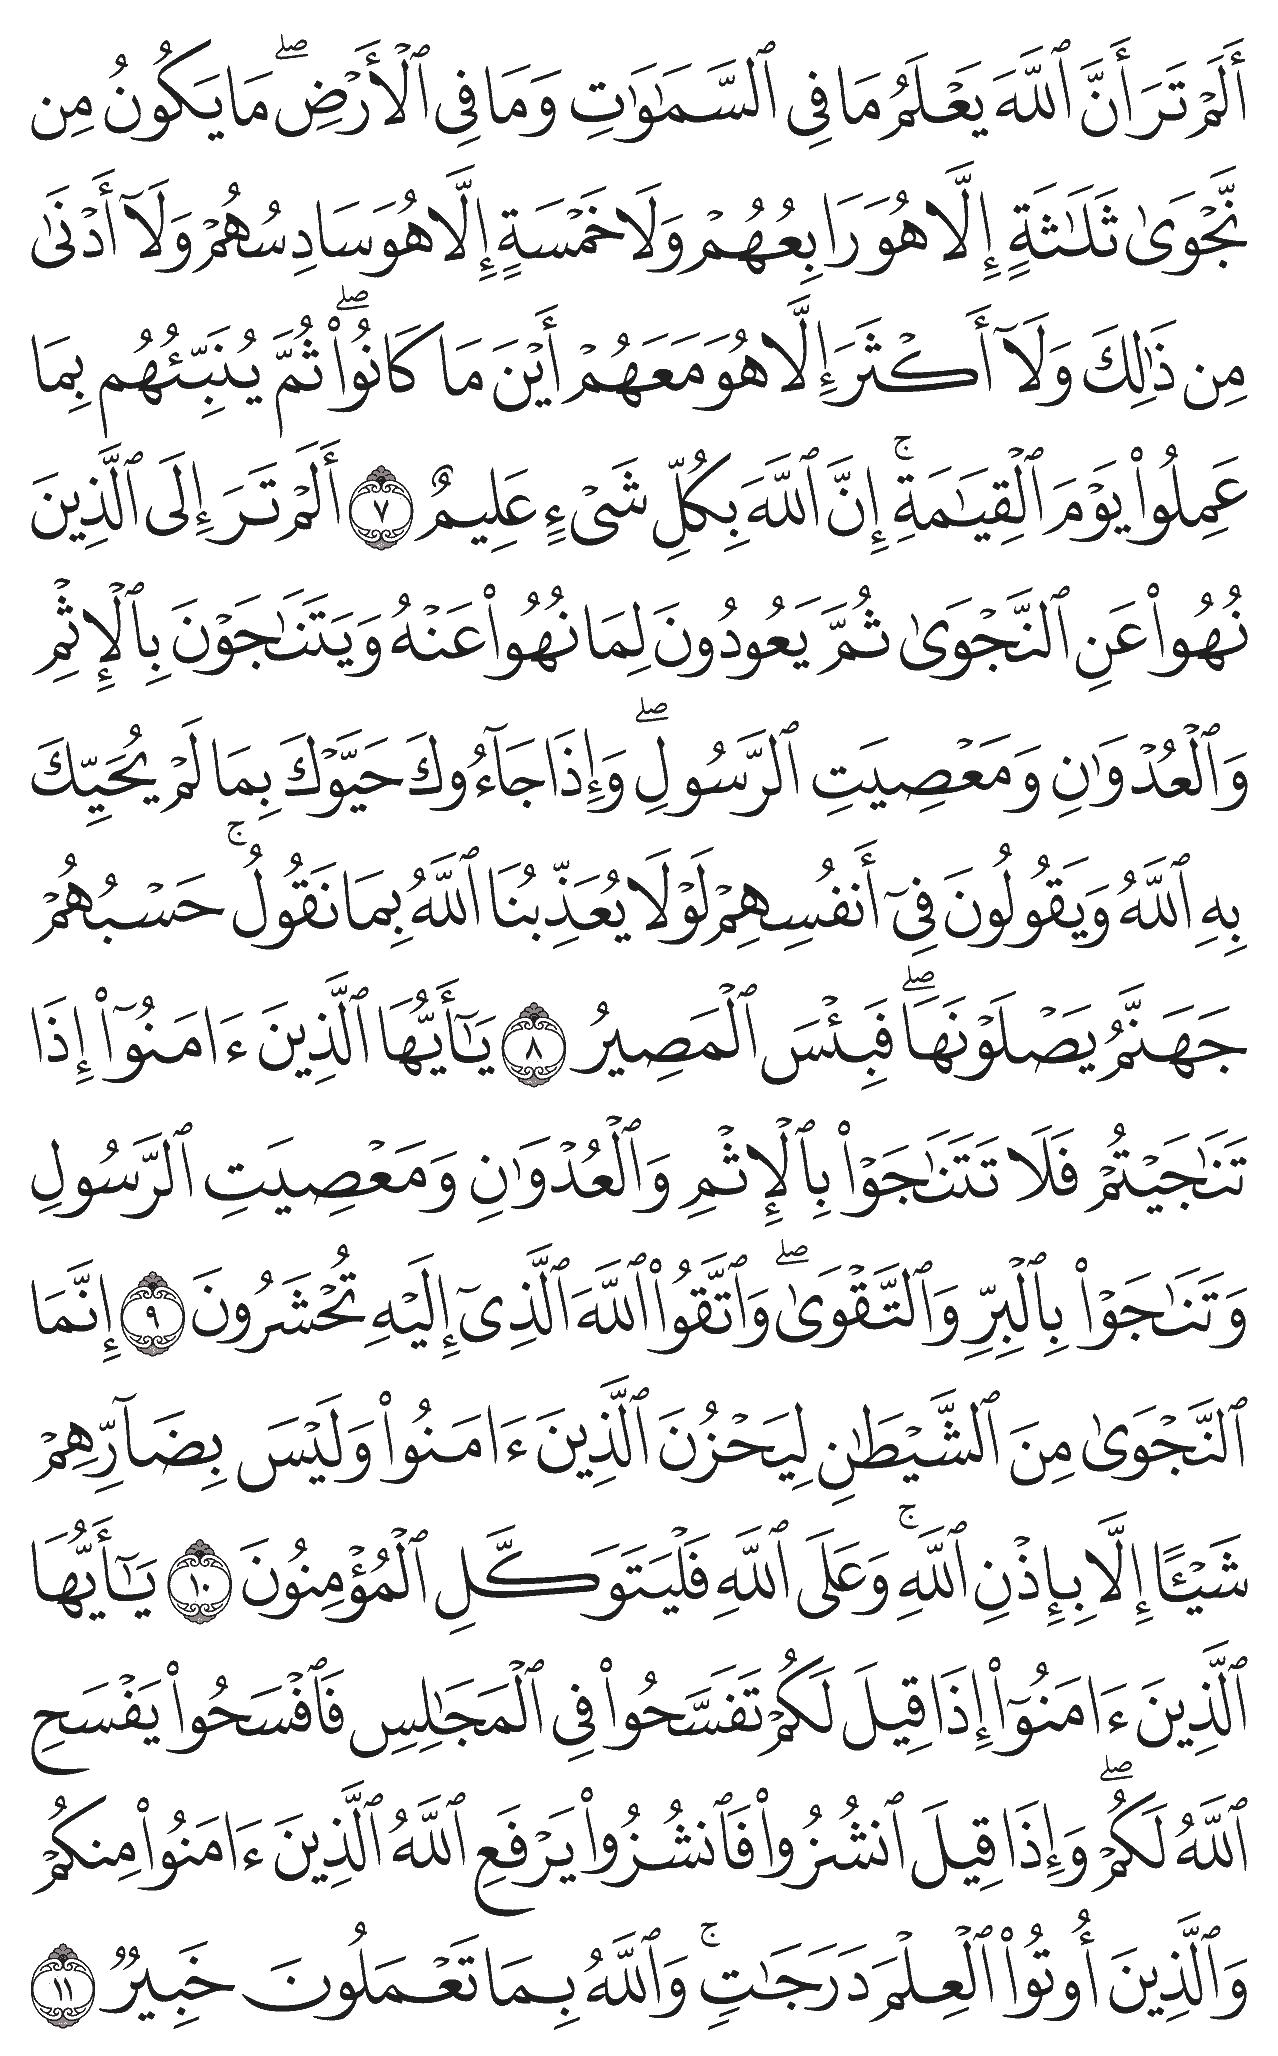 أَلَمْ تَرَ أَنَّ ٱللَّهَ يَعْلَمُ مَا فِى ٱلسَّمَـٰوَٰتِ وَمَا فِى ٱلْأَرْضِ ۖ مَا يَكُونُ مِن
نَّجْوَىٰ ثَلَـٰثَةٍ إِلَّا هُوَ رَابِعُهُمْ وَلَا خَمْسَةٍ إِلَّا هُوَ سَادِسُهُمْ وَلَآ أَدْنَىٰ
مِن ذَٰلِكَ وَلَآ أَكْثَرَ إِلَّا هُوَ مَعَهُمْ أَيْنَ مَا كَانُوا۟ ۖ ثُمَّ يُنَبِّئُهُم بِمَا
عَمِلُوا۟ يَوْمَ ٱلْقِيَـٰمَةِ ۚ إِنَّ ٱللَّهَ بِكُلِّ شَىْءٍ عَلِيمٌ ٧ أَلَمْ تَرَ إِلَى ٱلَّذِينَ
نُهُوا۟ عَنِ ٱلنَّجْوَىٰ ثُمَّ يَعُودُونَ لِمَا نُهُوا۟ عَنْهُ وَيَتَنَـٰجَوْنَ بِٱلْإِثْمِ
وَٱلْعُدْوَٰنِ وَمَعْصِيَتِ ٱلرَّسُولِ ۖ وَإِذَا جَآءُوكَ حَيَّوْكَ بِمَا لَمْ يُحَيِّكَ
بِهِ ٱللَّهُ وَيَقُولُونَ فِىٓ أَنفُسِهِمْ لَوْلَا يُعَذِّبُنَا ٱللَّهُ بِمَا نَقُولُ ۚ حَسْبُهُمْ
جَهَنَّمُ يَصْلَوْنَهَا ۖ فَبِئْسَ ٱلْمَصِيرُ ٨ يَـٰٓأَيُّهَا ٱلَّذِينَ ءَامَنُوٓا۟ إِذَا
تَنَـٰجَيْتُمْ فَلَا تَتَنَـٰجَوْا۟ بِٱلْإِثْمِ وَٱلْعُدْوَٰنِ وَمَعْصِيَتِ ٱلرَّسُولِ
وَتَنَـٰجَوْا۟ بِٱلْبِرِّ وَٱلتَّقْوَىٰ ۖ وَٱتَّقُوا۟ ٱللَّهَ ٱلَّذِىٓ إِلَيْهِ تُحْشَرُونَ ٩ إِنَّمَا
ٱلنَّجْوَىٰ مِنَ ٱلشَّيْطَـٰنِ لِيَحْزُنَ ٱلَّذِينَ ءَامَنُوا۟ وَلَيْسَ بِضَآرِّهِمْ
شَيْـًٔا إِلَّا بِإِذْنِ ٱللَّهِ ۚ وَعَلَى ٱللَّهِ فَلْيَتَوَكَّلِ ٱلْمُؤْمِنُونَ ١٠ يَـٰٓأَيُّهَا
ٱلَّذِينَ ءَامَنُوٓا۟ إِذَا قِيلَ لَكُمْ تَفَسَّحُوا۟ فِى ٱلْمَجَـٰلِسِ فَٱفْسَحُوا۟ يَفْسَحِ
ٱللَّهُ لَكُمْ ۖ وَإِذَا قِيلَ ٱنشُزُوا۟ فَٱنشُزُوا۟ يَرْفَعِ ٱللَّهُ ٱلَّذِينَ ءَامَنُوا۟ مِنكُمْ
وَٱلَّذِينَ أُوتُوا۟ ٱلْعِلْمَ دَرَجَـٰتٍ ۚ وَٱللَّهُ بِمَا تَعْمَلُونَ خَبِيرٌ ١١